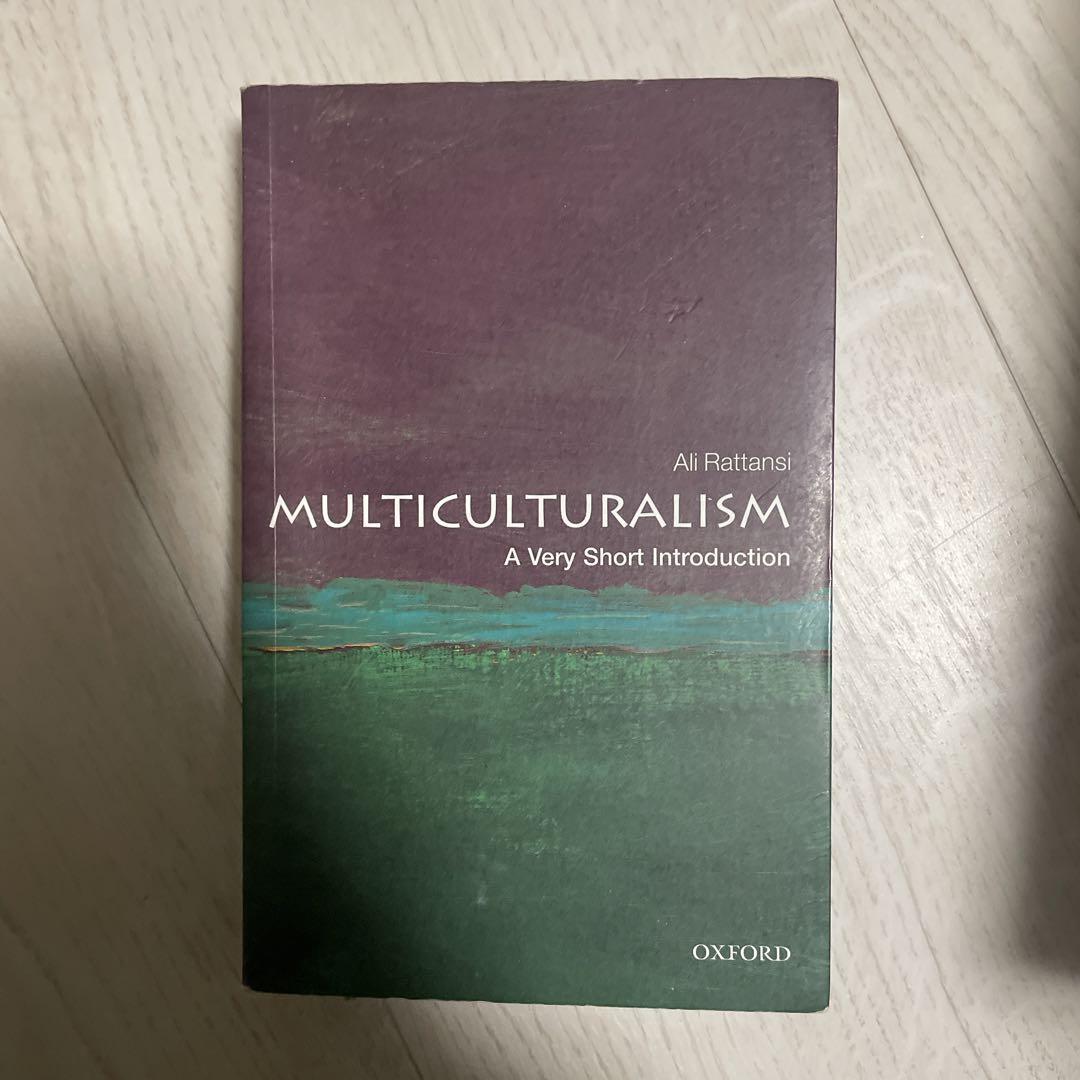 Ali Rattansi
MULTICULTURALISM
A Very Short Introduction
OXFORD